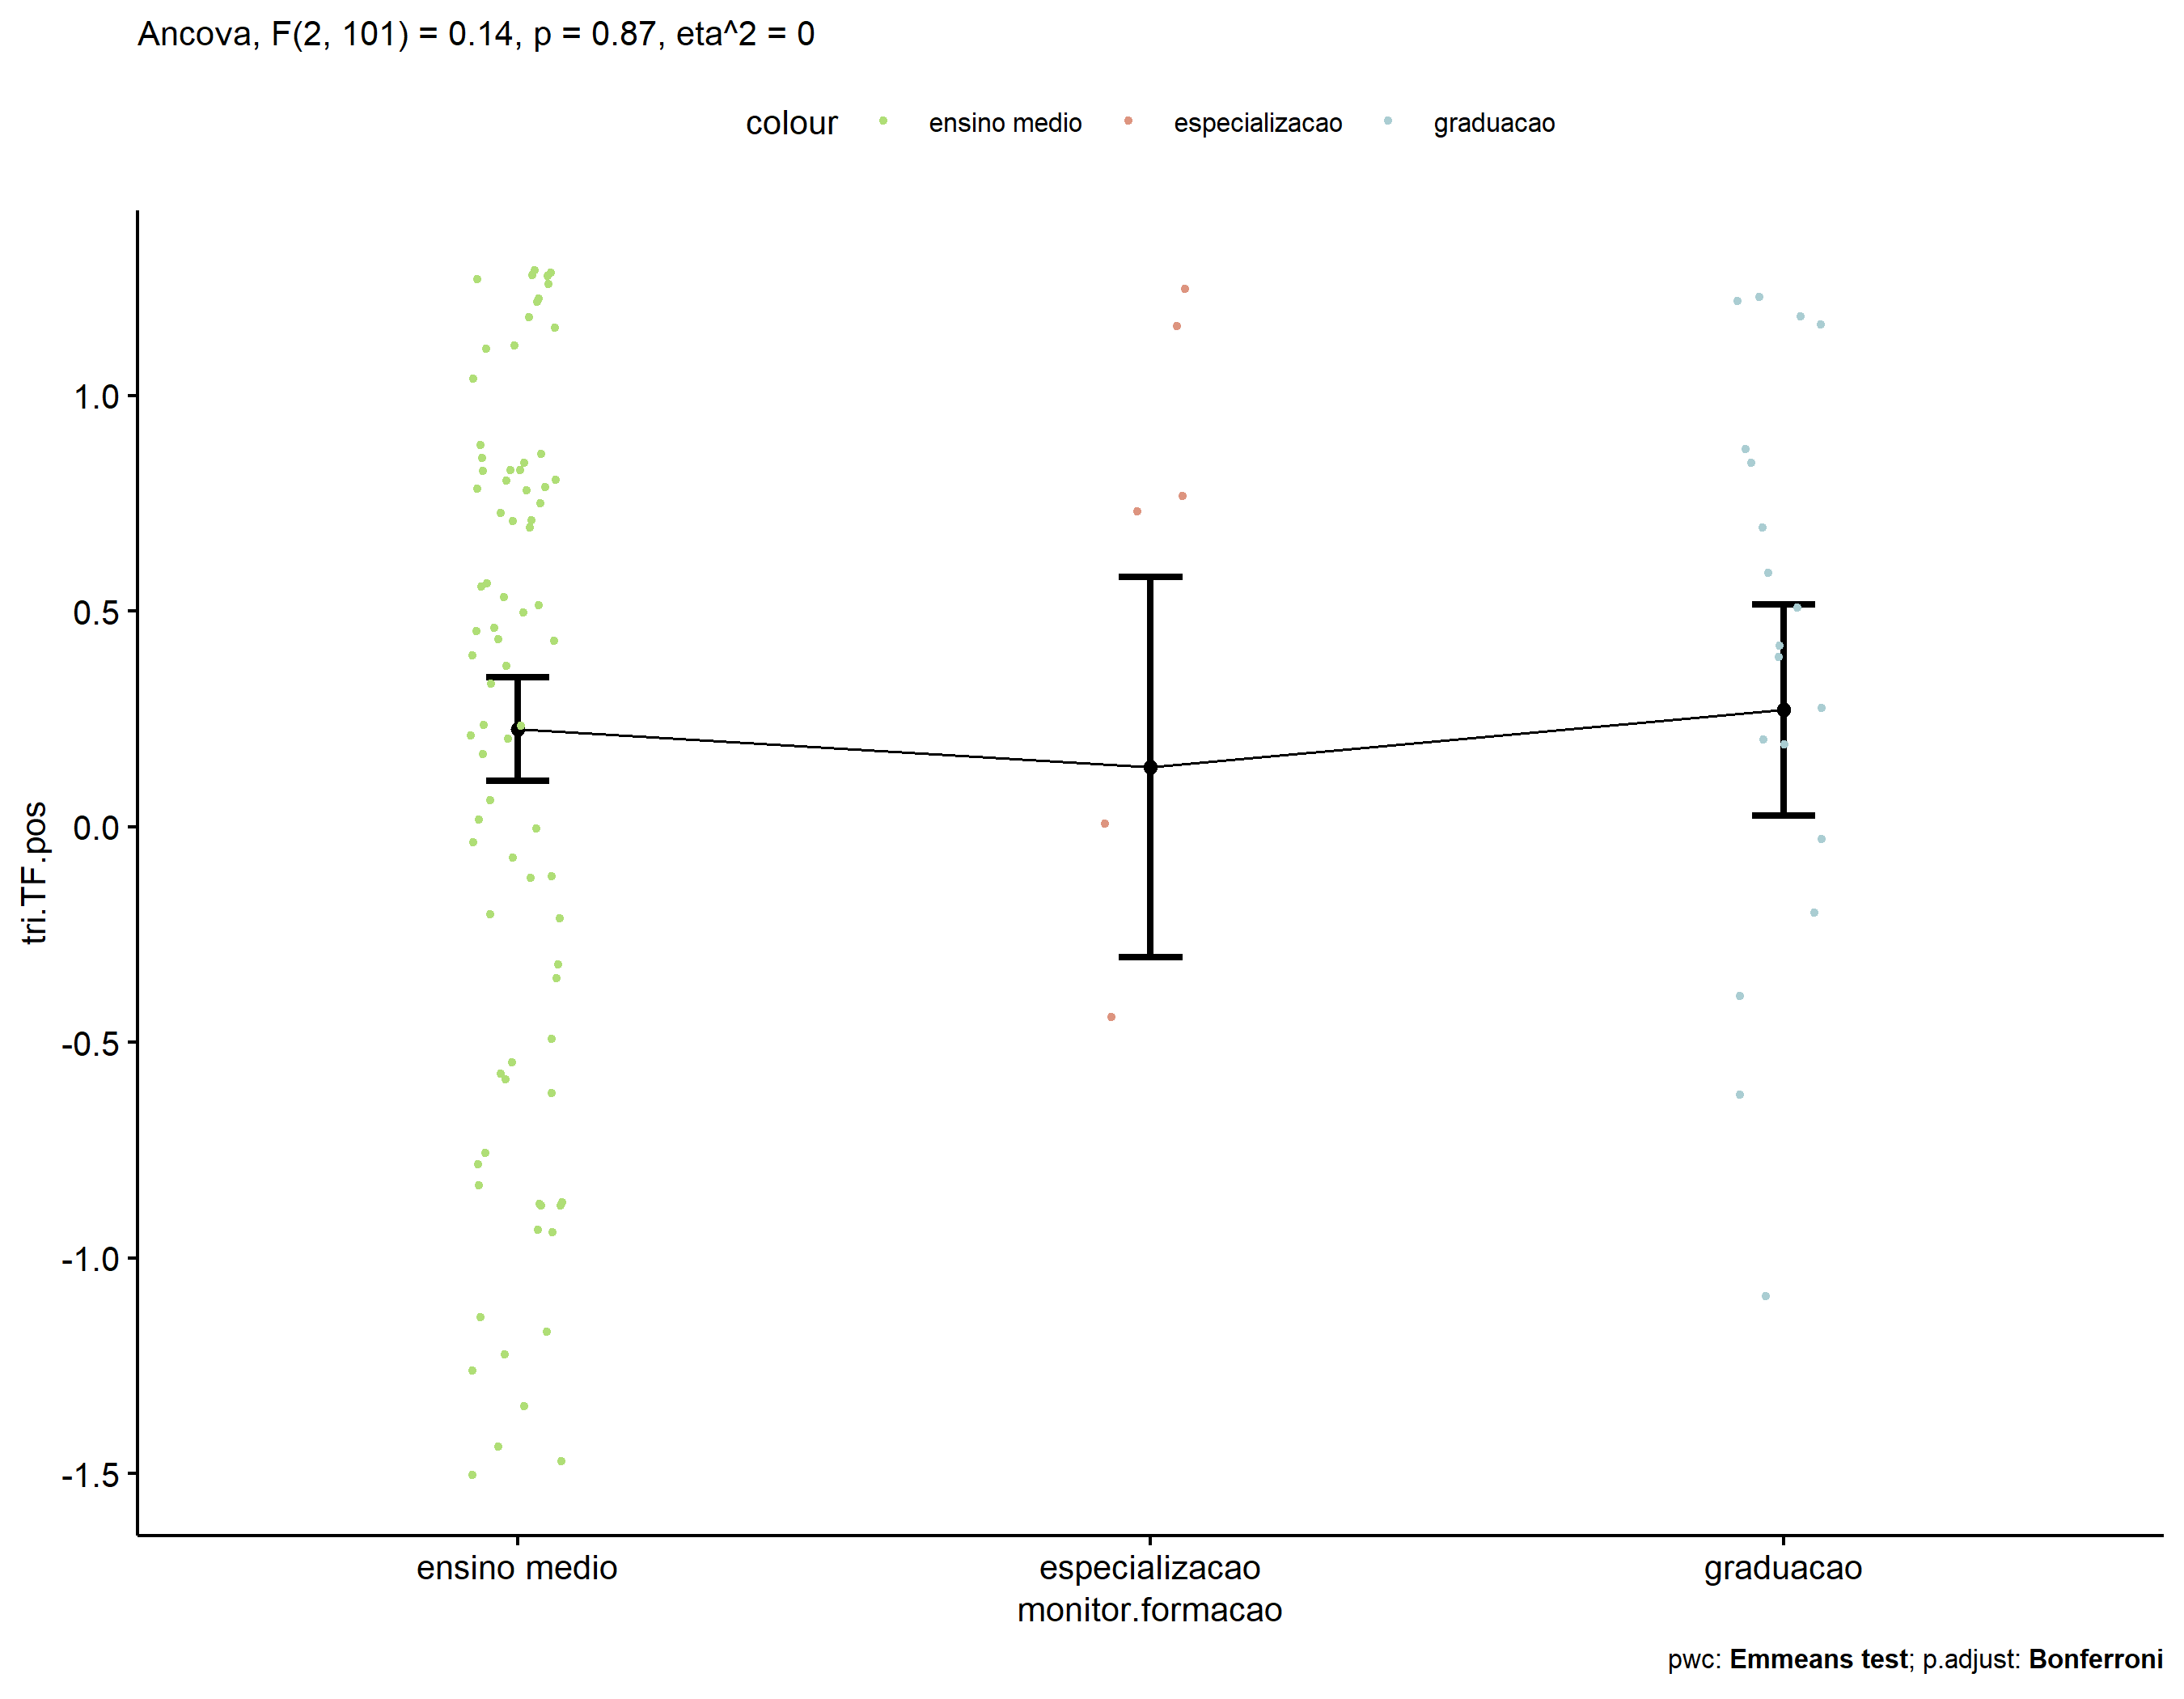 Ancova, F(2, 101) = 0.14, p = 0.87, eta^2 = 0
colour ensino medio especializacao graduacao
1.0
0.5
0.0
-0.5
-1.0
-1.5
tri.TF.pos
ensino medio especializacao graduacao
monitor.formacao
pwc: Emmeans test; p.adjust: Bonferroni